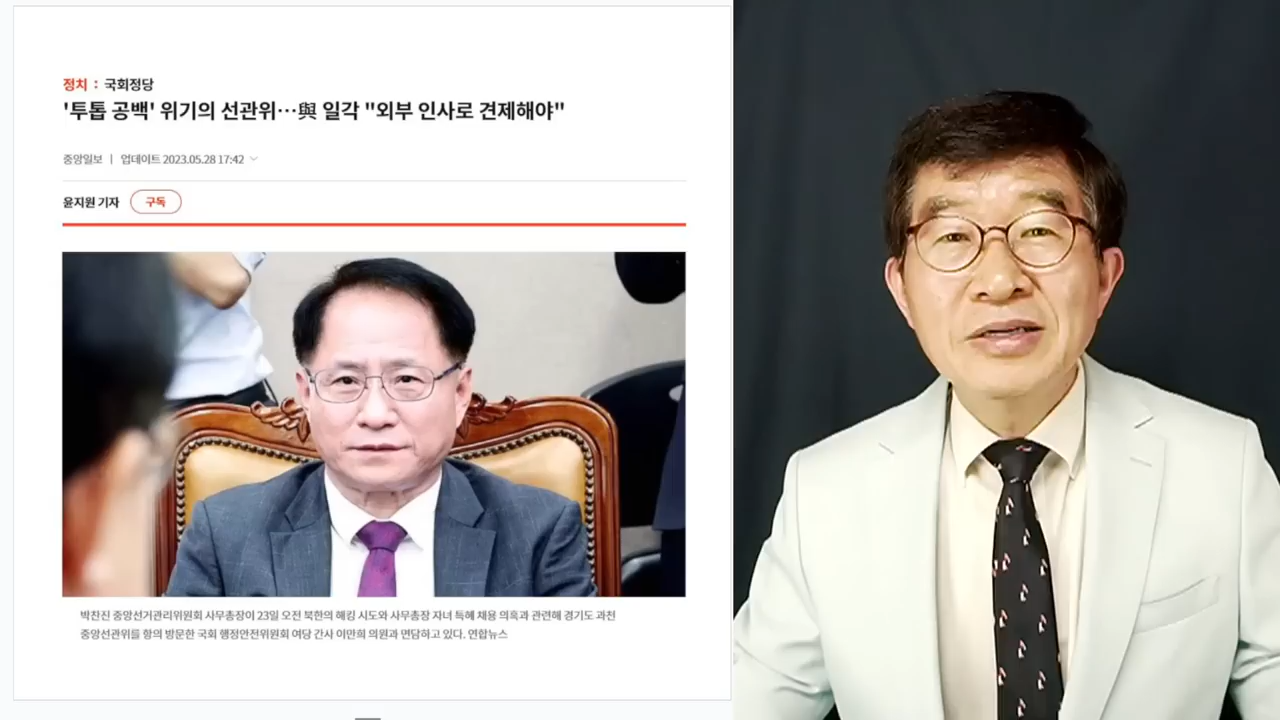 정치 : 국회정당
'투톱 공백' 위기의 선관위…與 일각 "외부 인사로 견제해야"
중앙일보 | 업데이트 2023.05.28 17:42
윤지원 기자 구독
박찬진 중앙선거관리위원회 사무총장이 23일 오전 북한의 해킹 시도와 사무총장 자녀 특혜 채용 의혹과 관련해 경기도 과천
중앙선관위를 항의 방문한 국회 행정안전위원회 여당 간사 이만희 의원과 면담하고 있다. 연합뉴스